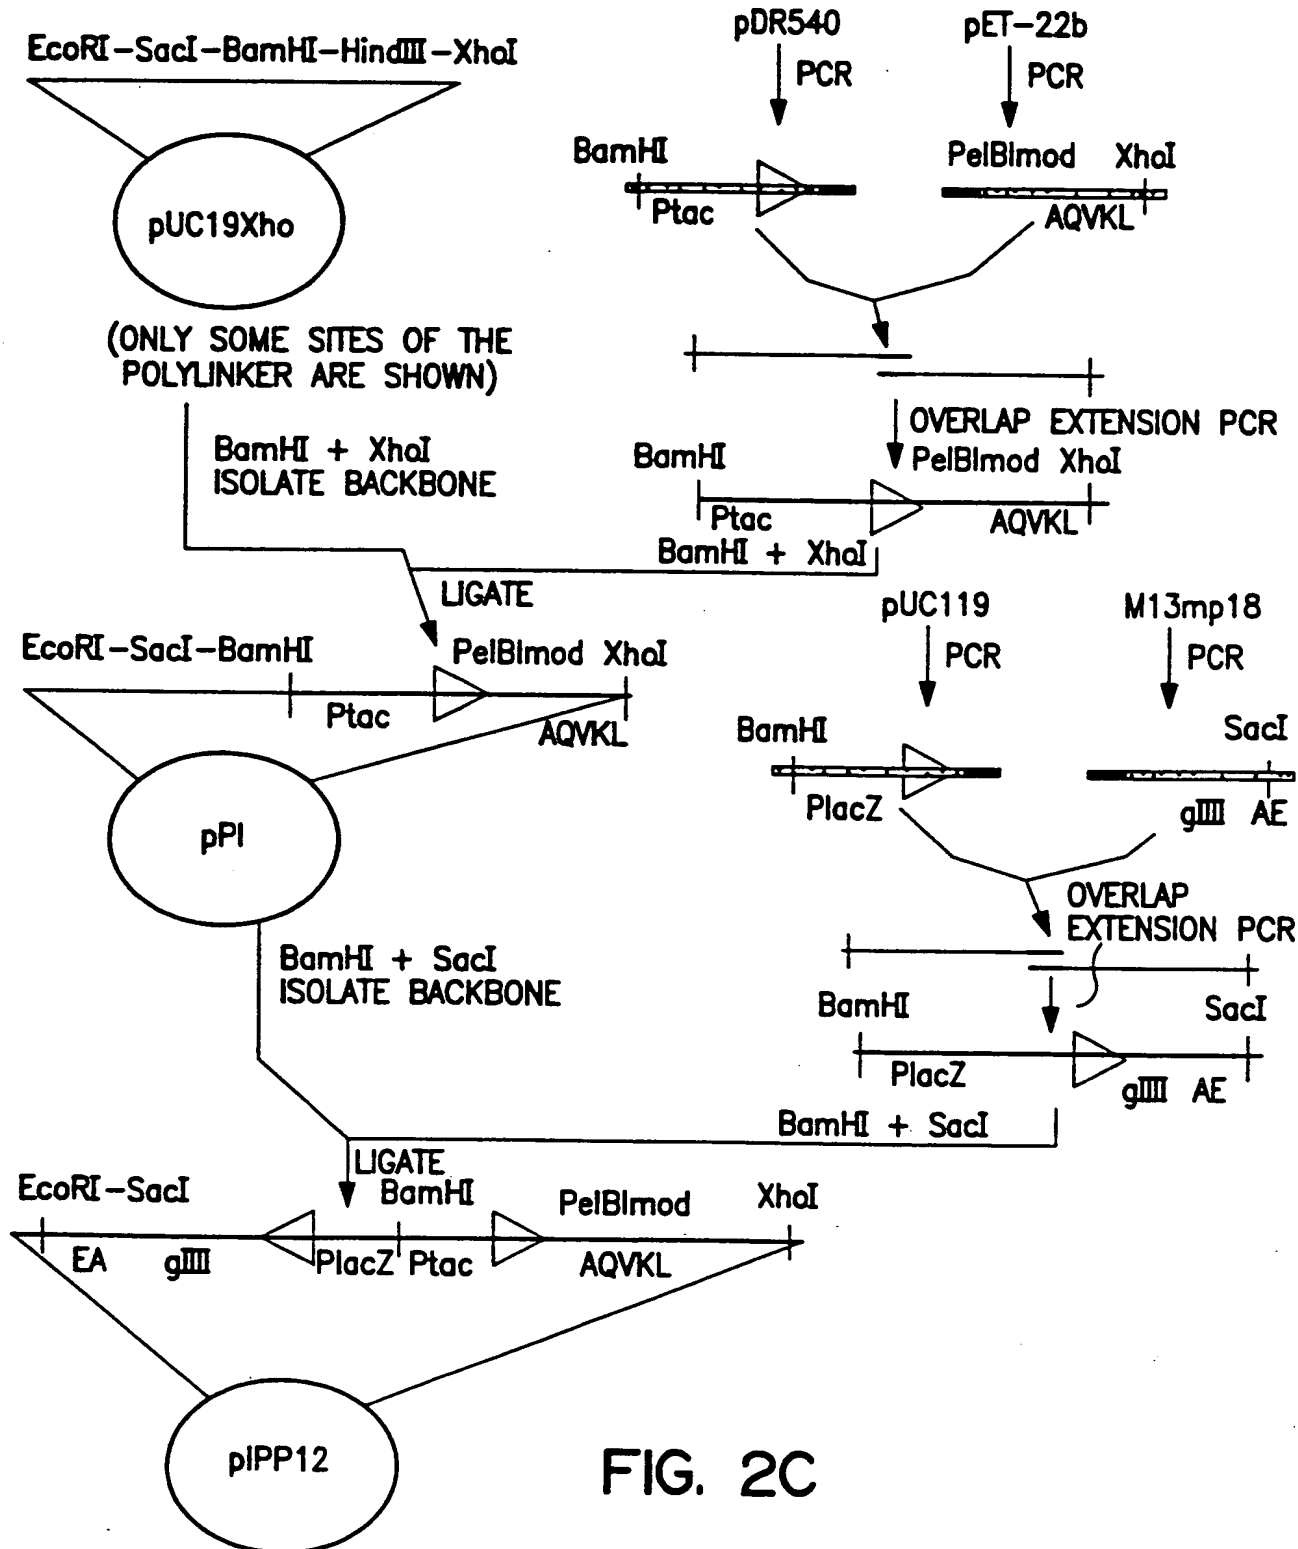 EcoRI-SacI-BamHI-HindIII-XhoI
pUC19Xho
(ONLY SOME SITES OF THE
POLYLINKER ARE SHOWN)
pDR540
PCR
pET-22b
PCR
BamHI
Ptac
PelBlmod XhoI
AQVKL
OVERLAP EXTENSION PCR
BamHI
PelBlmod XhoI
Ptac
AQVKL
BamHI + XhoI
ISOLATE BACKBONE
BamHI + XhoI
LIGATE
EcoRI-SacI-BamHI
PelBlmod XhoI
Ptac
AQVKL
pPI
pUC119
PCR
M13mp18
PCR
BamHI
PlacZ
SacI
gIIII AE
OVERLAP
EXTENSION PCR
BamHI
SacI
PlacZ
gIIII AE
BamHI + SacI
ISOLATE BACKBONE
BamHI + SacI
LIGATE
EcoRI-SacI
BamHI
PelBlmod
XhoI
EA
gIIII
PlacZ
Ptac
AQVKL
pIPP12
FIG. 2C